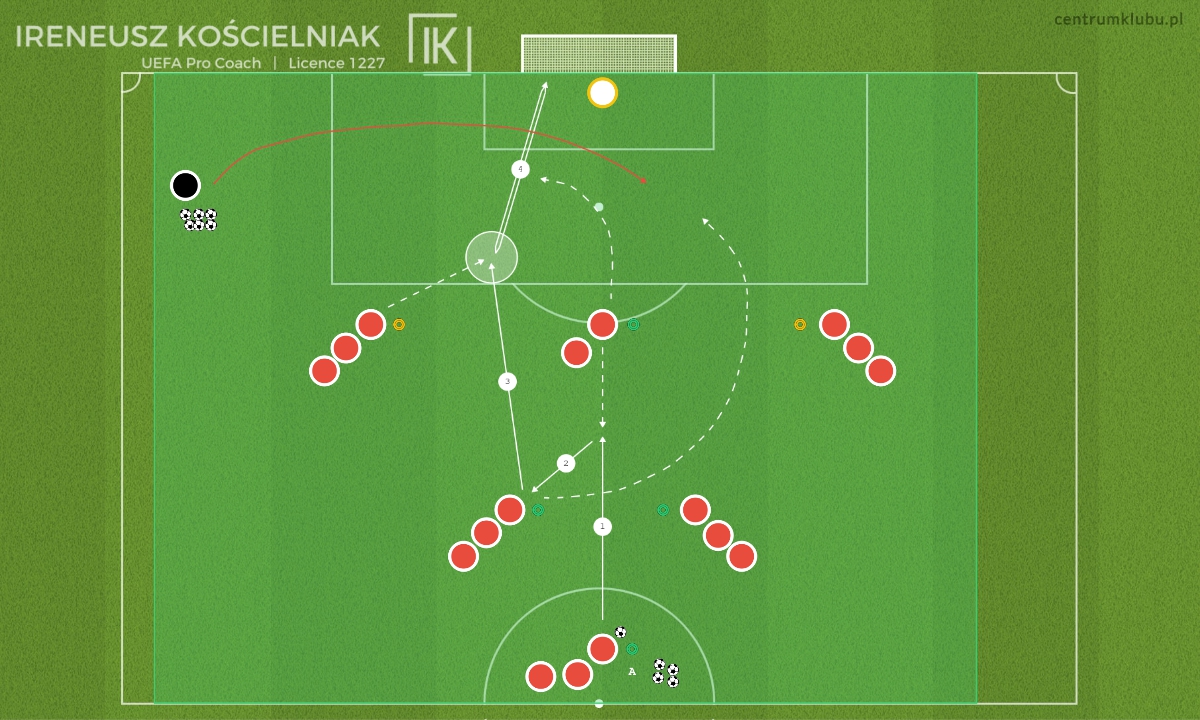 IRENEUSZ KOŚCIELNIAK
UEFA Pro Coach | Licence 1227
IK
centrumklubu.pl
4
3
2
1
A